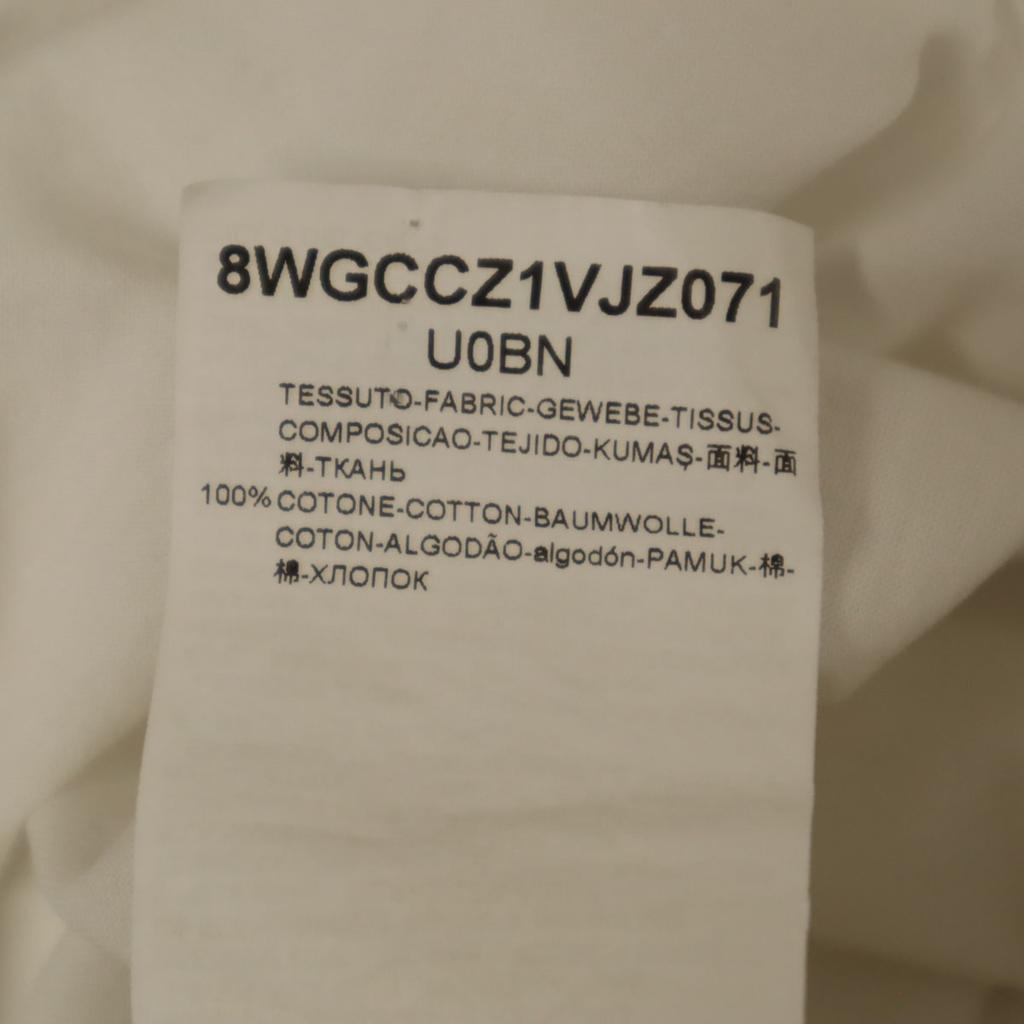 8WGCCZ1VJZ071
U0BN
TESSUTO-FABRIC-GEWEBE-TISSUS-
COMPOSICAO-TEJIDO-KUMAŞ-面料-面
料-ТКАНЬ
100% COTONE-COTTON-BAUMWOLLE-
COTON-ALGODÃO-algodón-PAMUK-棉-
棉-ХЛОПОК